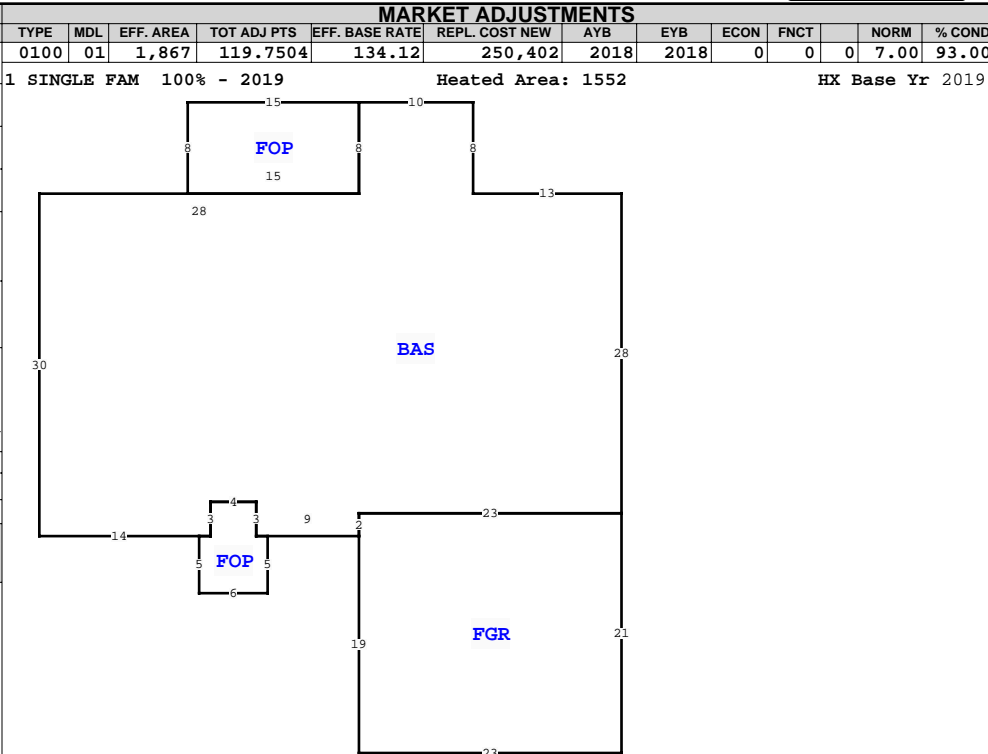 MARKET ADJUSTMENTS
TYPE MDL EFF. AREA TOT ADJ PTS EFF. BASE RATE REPL. COST NEW AYB EYB ECON FNCT NORM % COND
0100 01 1,867 119.7504 134.12 250,402 2018 2018 0 0 0 7.00 93.00
1 SINGLE FAM 100% - 2019 Heated Area: 1552 HX Base Yr 2019
15 10
8 FOP 8 8
15
13
28
BAS
30 28
4
3 3 9 2 23
14
5 FOP 5
6
19 FGR 21
23